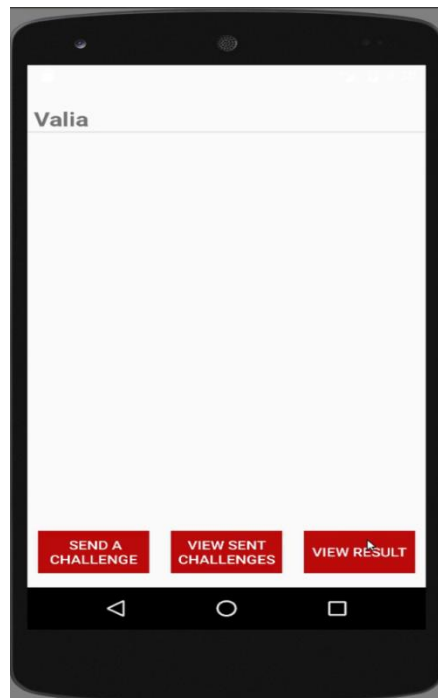 Valia
SEND A
CHALLENGE
VIEW SENT
CHALLENGES
VIEW RESULT